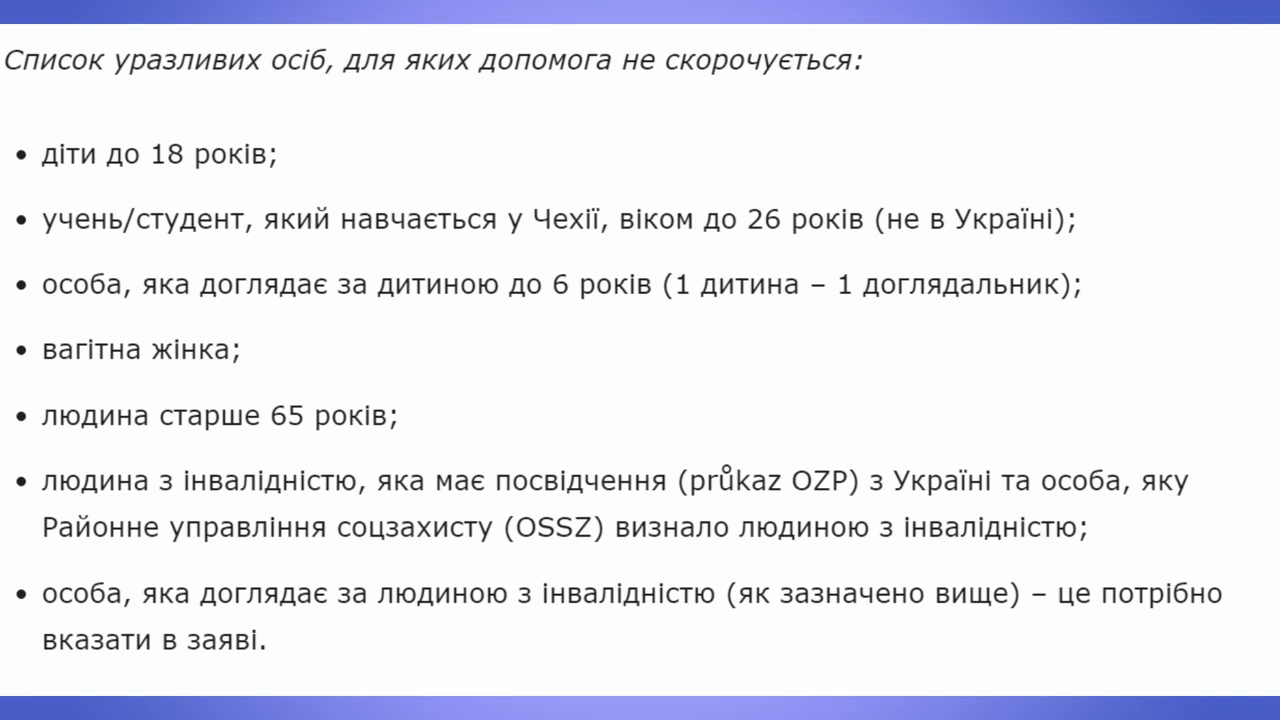 Список уразливих осіб, для яких допомога не скорочується:
• діти до 18 років;
• учень/студент, який навчається у Чехії, віком до 26 років (не в Україні);
• особа, яка доглядає за дитиною до 6 років (1 дитина – 1 доглядальник);
• вагітна жінка;
• людина старше 65 років;
• людина з інвалідністю, яка має посвідчення (průkaz OZP) з Україні та особа, яку
Районне управління соцзахисту (OSSZ) визнало людиною з інвалідністю;
• особа, яка доглядає за людиною з інвалідністю (як зазначено вище) – це потрібно
вказати в заяві.